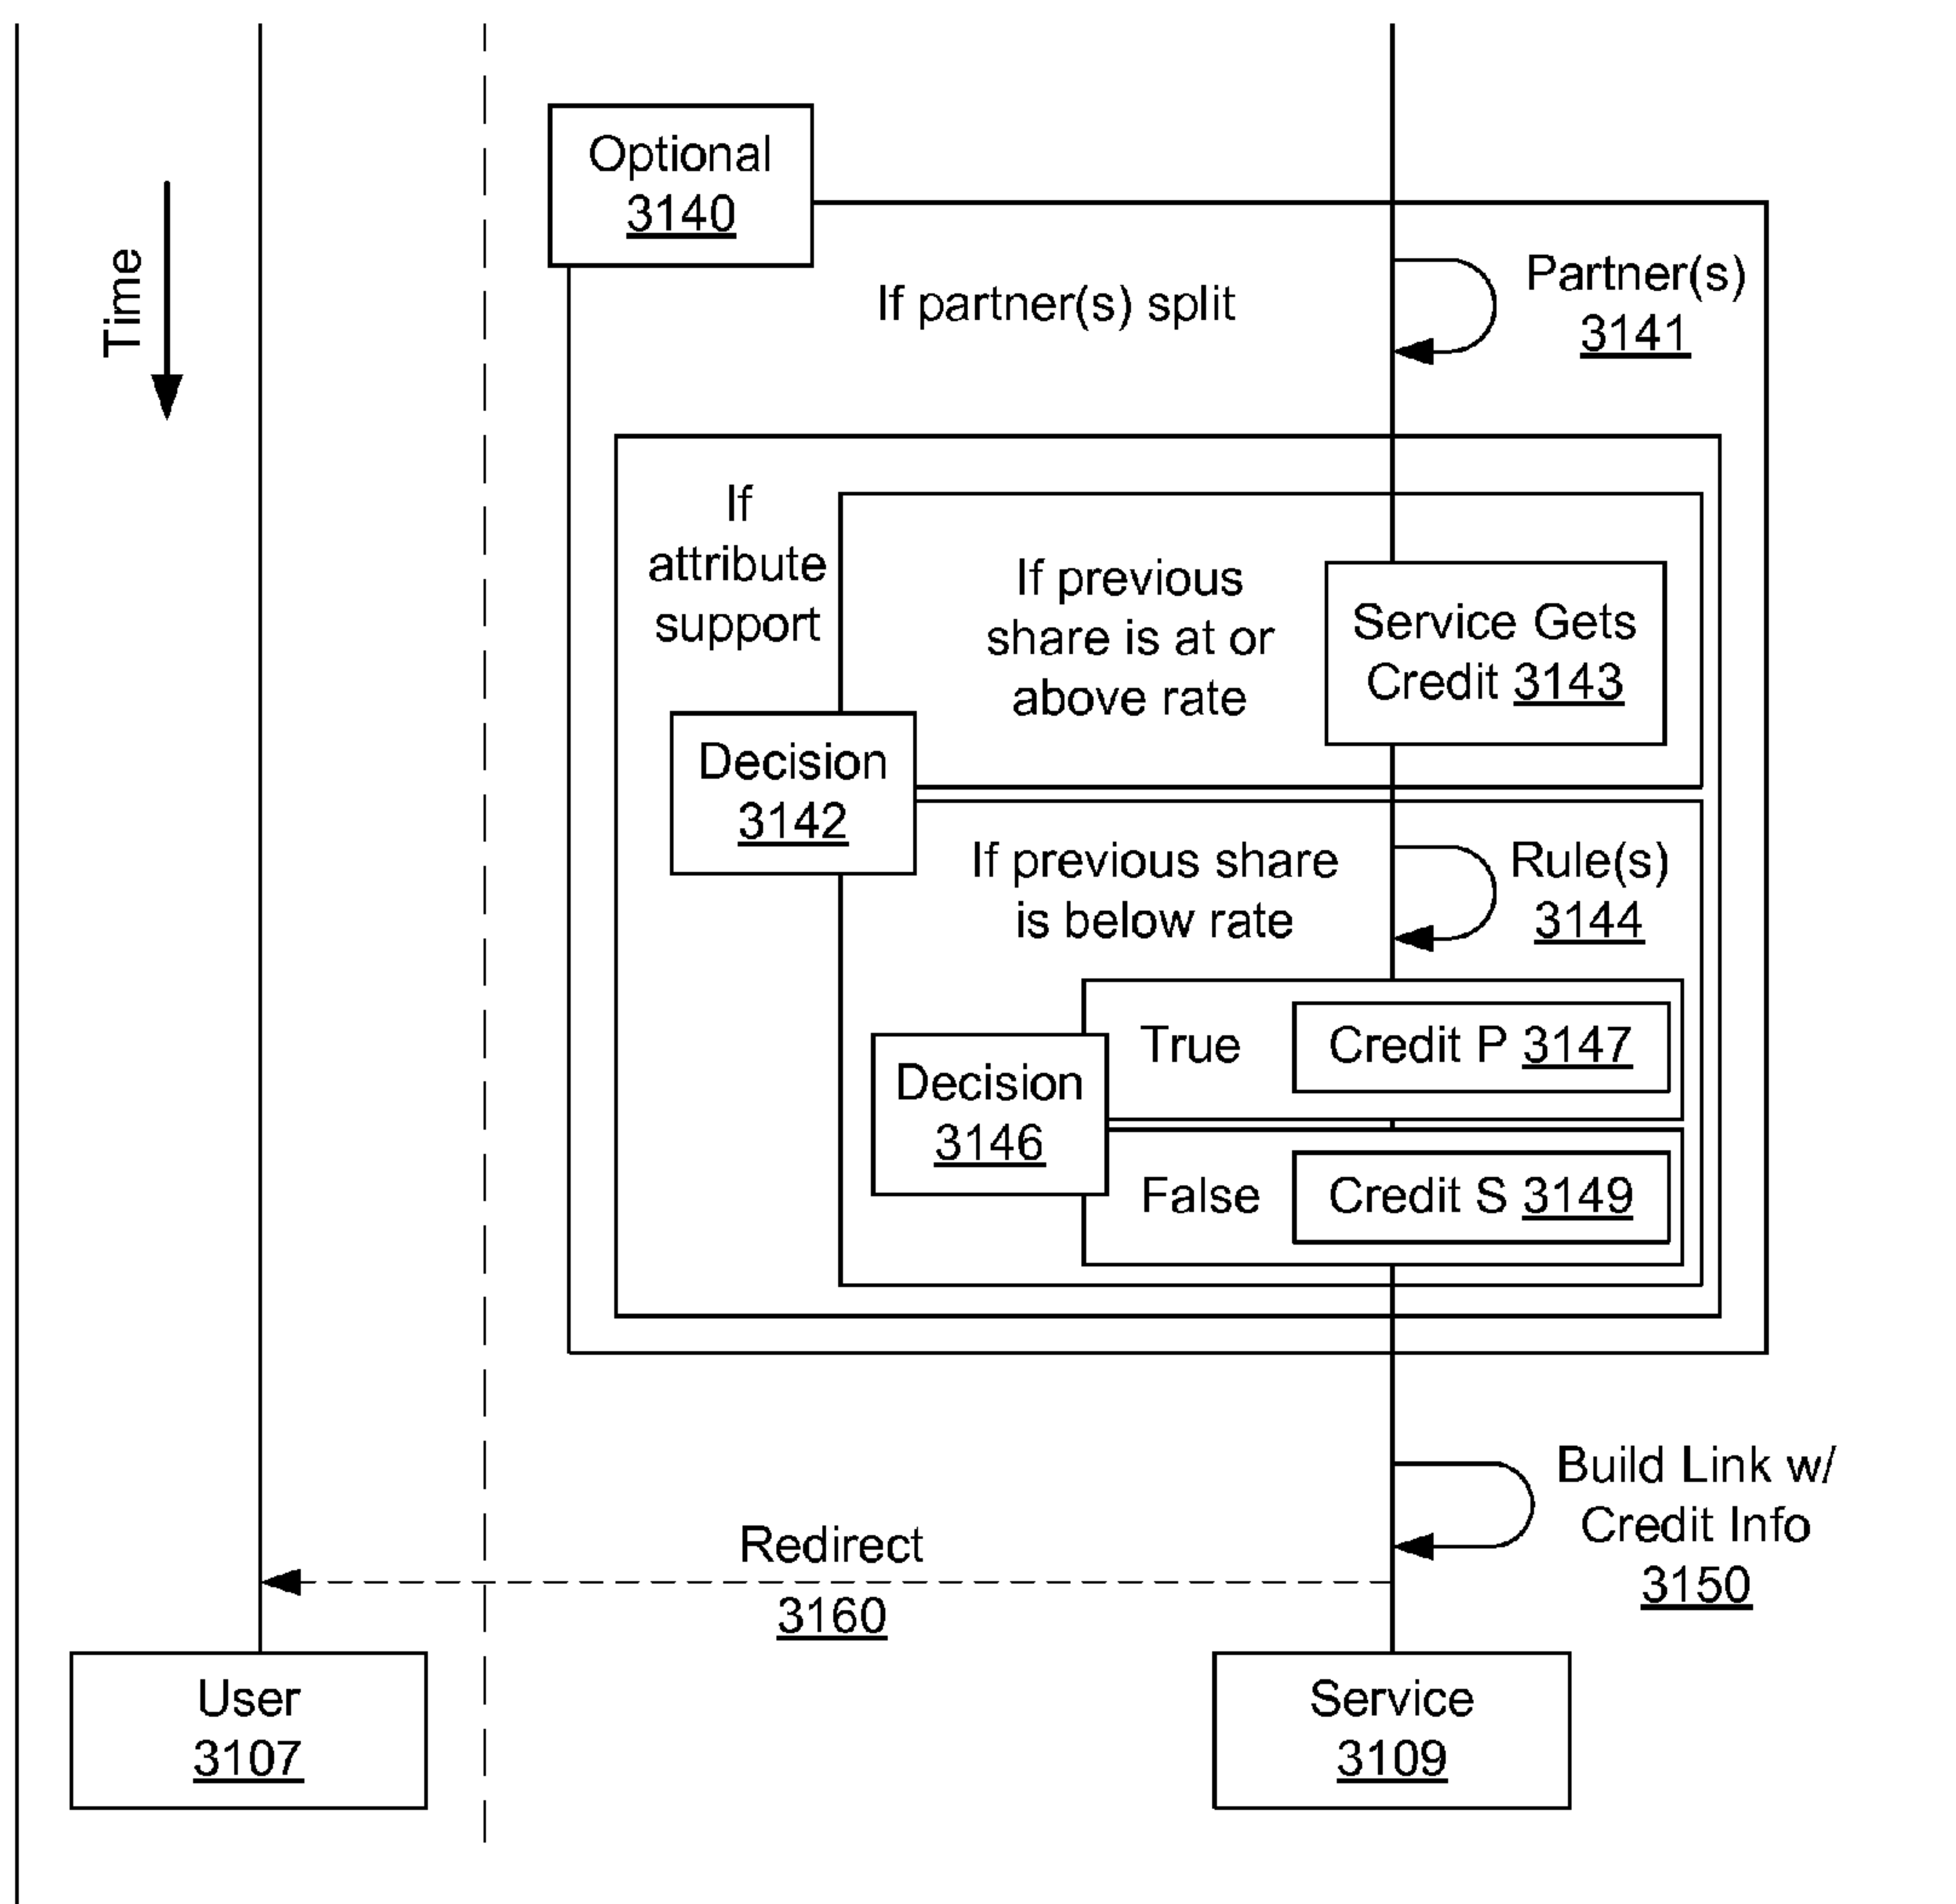 Optional
3140
Time
If partner(s) split
Partner(s)
3141
If
attribute
support
If previous
share is at or
above rate
Service Gets
Credit 3143
Decision
3142
If previous share
is below rate
Rule(s)
3144
True
Credit P 3147
Decision
3146
False
Credit S 3149
Build Link w/
Credit Info
3150
Redirect
3160
User
3107
Service
3109